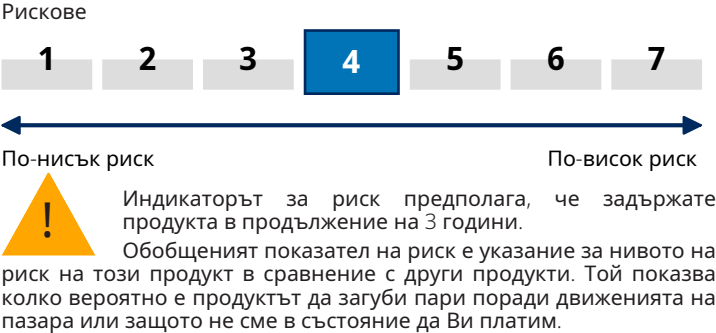 Рискове
1 2 3 4 5 6 7
По-нисък риск По-висок риск
!
Индикаторът за риск предполага, че задържате
продукта в продължение на 3 години.
Обобщеният показател на риск е указание за нивото на
риск на този продукт в сравнение с други продукти. Той показва
колко вероятно е продуктът да загуби пари поради движенията на
пазара или защото не сме в състояние да Ви платим.